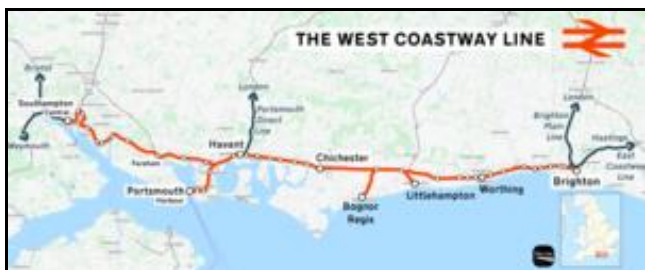 THE WEST COASTWAY LINE
Bristol
Southampton
Central
Weymouth
London
Portsmouth
Direct
Line
Fareham
Havant
Portsmouth
Harbour
Chichester
Bognor
Regis
Littlehampton
Worthing
London
Brighton
Main
Line
Hastings
East
Coastway
Line
Brighton